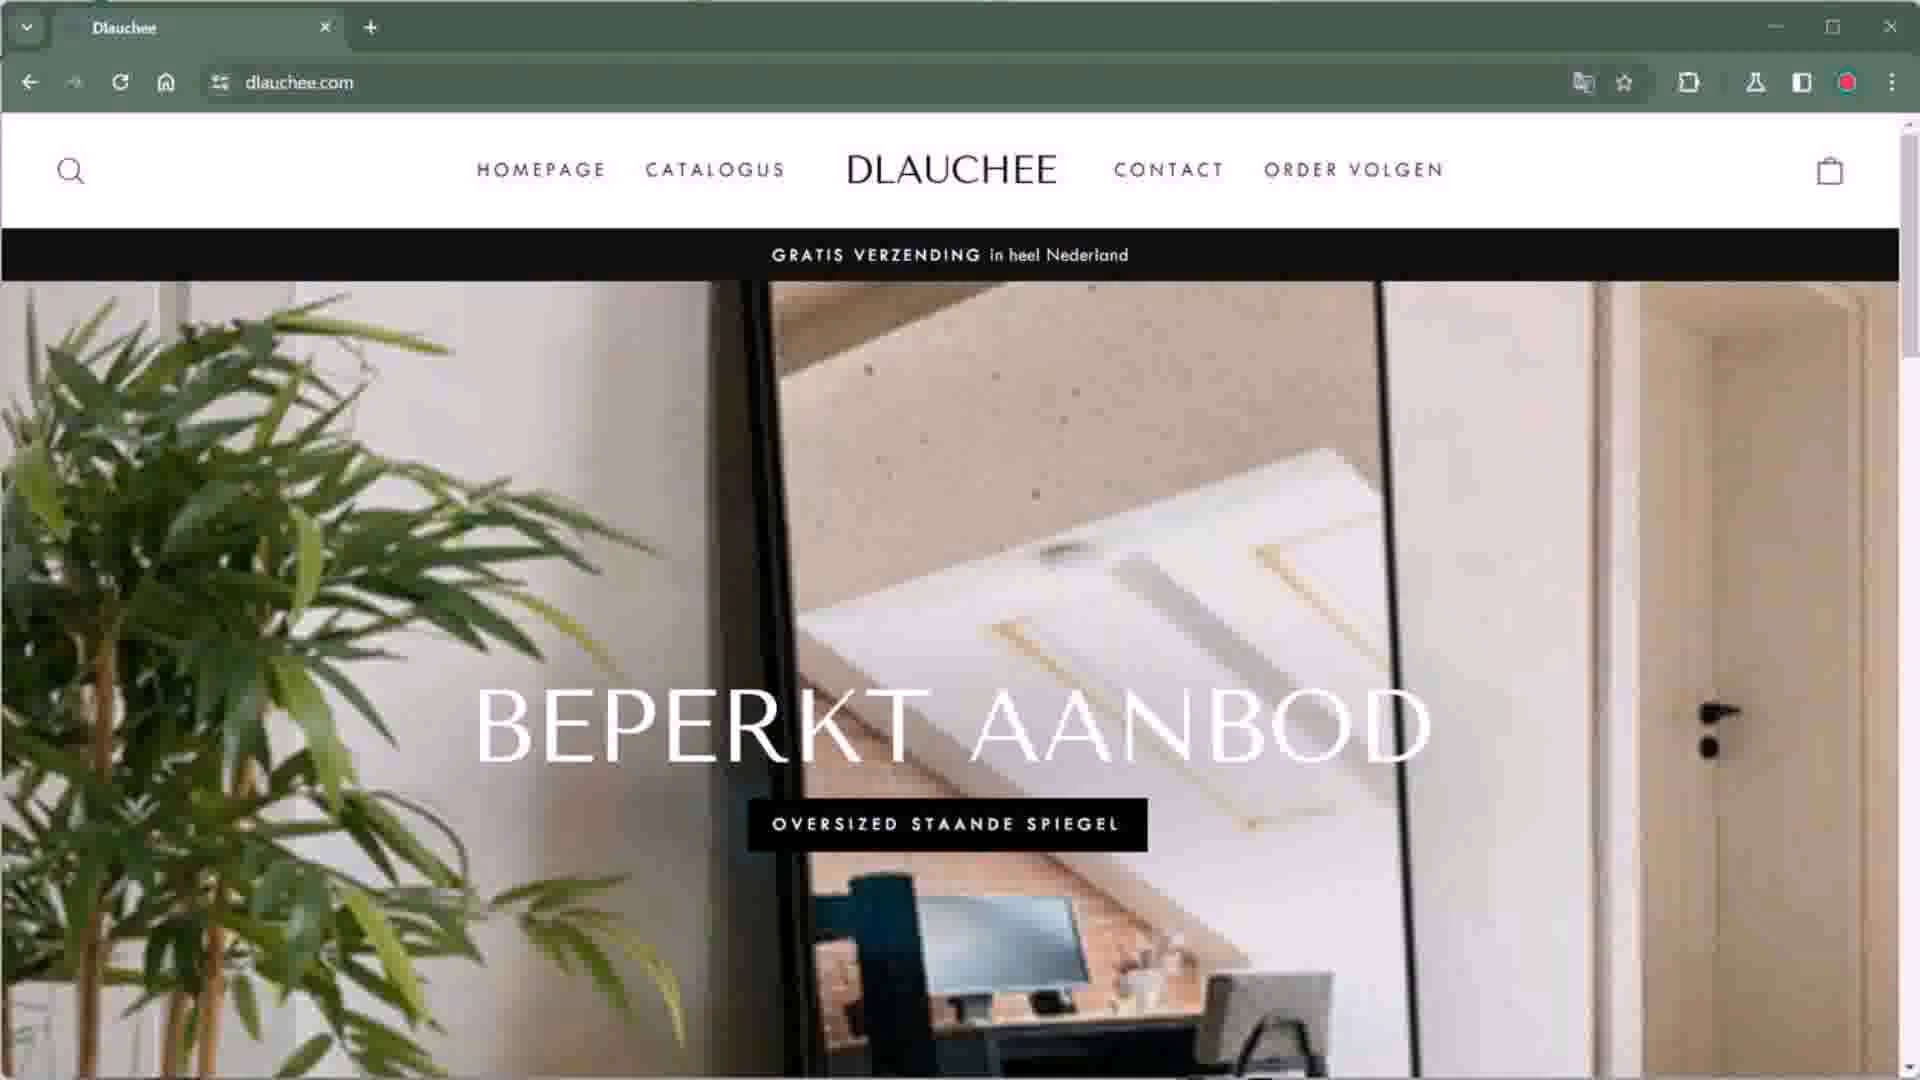 Dlauchee
dlauchee.com
HOMEPAGE CATALOGUS DLAUCHEE CONTACT ORDER VOLGEN
GRATIS VERZENDING in heel Nederland
BEPERKT AANBOD
OVERSIZED STAANDE SPIEGEL